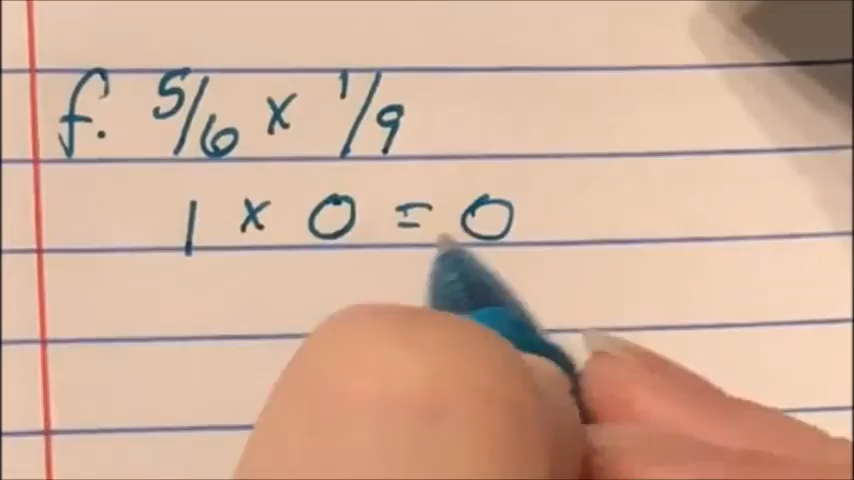 f. 5/6 x 1/9
1 x 0 = 0